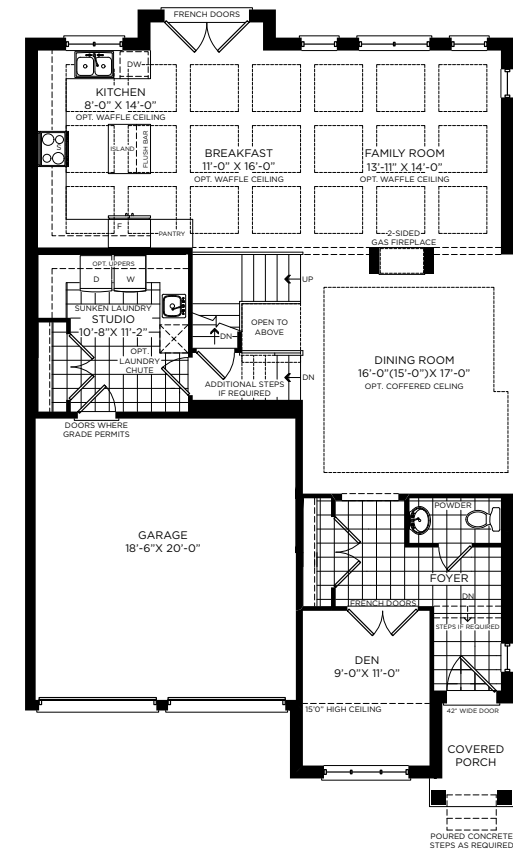 FRENCH DOORS
DW
KITCHEN
8'-0" X 14'-0"
OPT. WAFFLE CEILING
ISLAND
FLUSH BAR
BREAKFAST
11'-0" X 16'-0"
OPT. WAFFLE CEILING
FAMILY ROOM
13'-11" X 14'-0"
OPT. WAFFLE CEILING
F
PANTRY
2-SIDED
GAS FIREPLACE
OPT. UPPERS
D
W
UP
SUNKEN LAUNDRY
STUDIO
10'-8"X 11'-2"
OPT.
LAUNDRY
CHUTE
DN
OPEN TO
ABOVE
ADDITIONAL STEPS
IF REQUIRED
DN
DINING ROOM
16'-0"(15'-0")X 17'-0"
OPT. COFFERED CELING
DOORS WHERE
GRADE PERMITS
GARAGE
18'-6"X 20'-0"
POWDER
FOYER
DN
STEPS IF REQUIRED
FRENCH DOORS
DEN
9'-0"X 11'-0"
15'0" HIGH CEILING
42" WIDE DOOR
COVERED
PORCH
POURED CONCRETE
STEPS AS REQUIRED